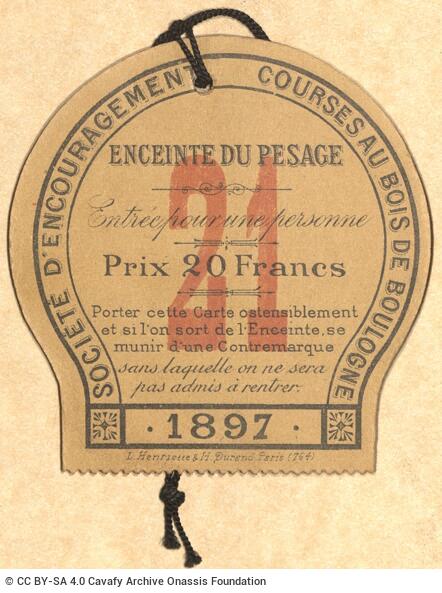 SOCIÉTÉ D'ENCOURAGEMENT COURSES AU BOIS DE BOULOGNE
ENCEINTE DU PESAGE
21
Entrée pour une personne
Prix 20 Francs
Porter cette Carte ostensiblement
et si l'on sort de l'Enceinte, se
munir d'une Contremarque
sans laquelle on ne sera
pas admis à rentrer.
· 1897 ·
L. Henrzette & H. Durand. Paris (764)
© CC BY-SA 4.0 Cavafy Archive Onassis Foundation